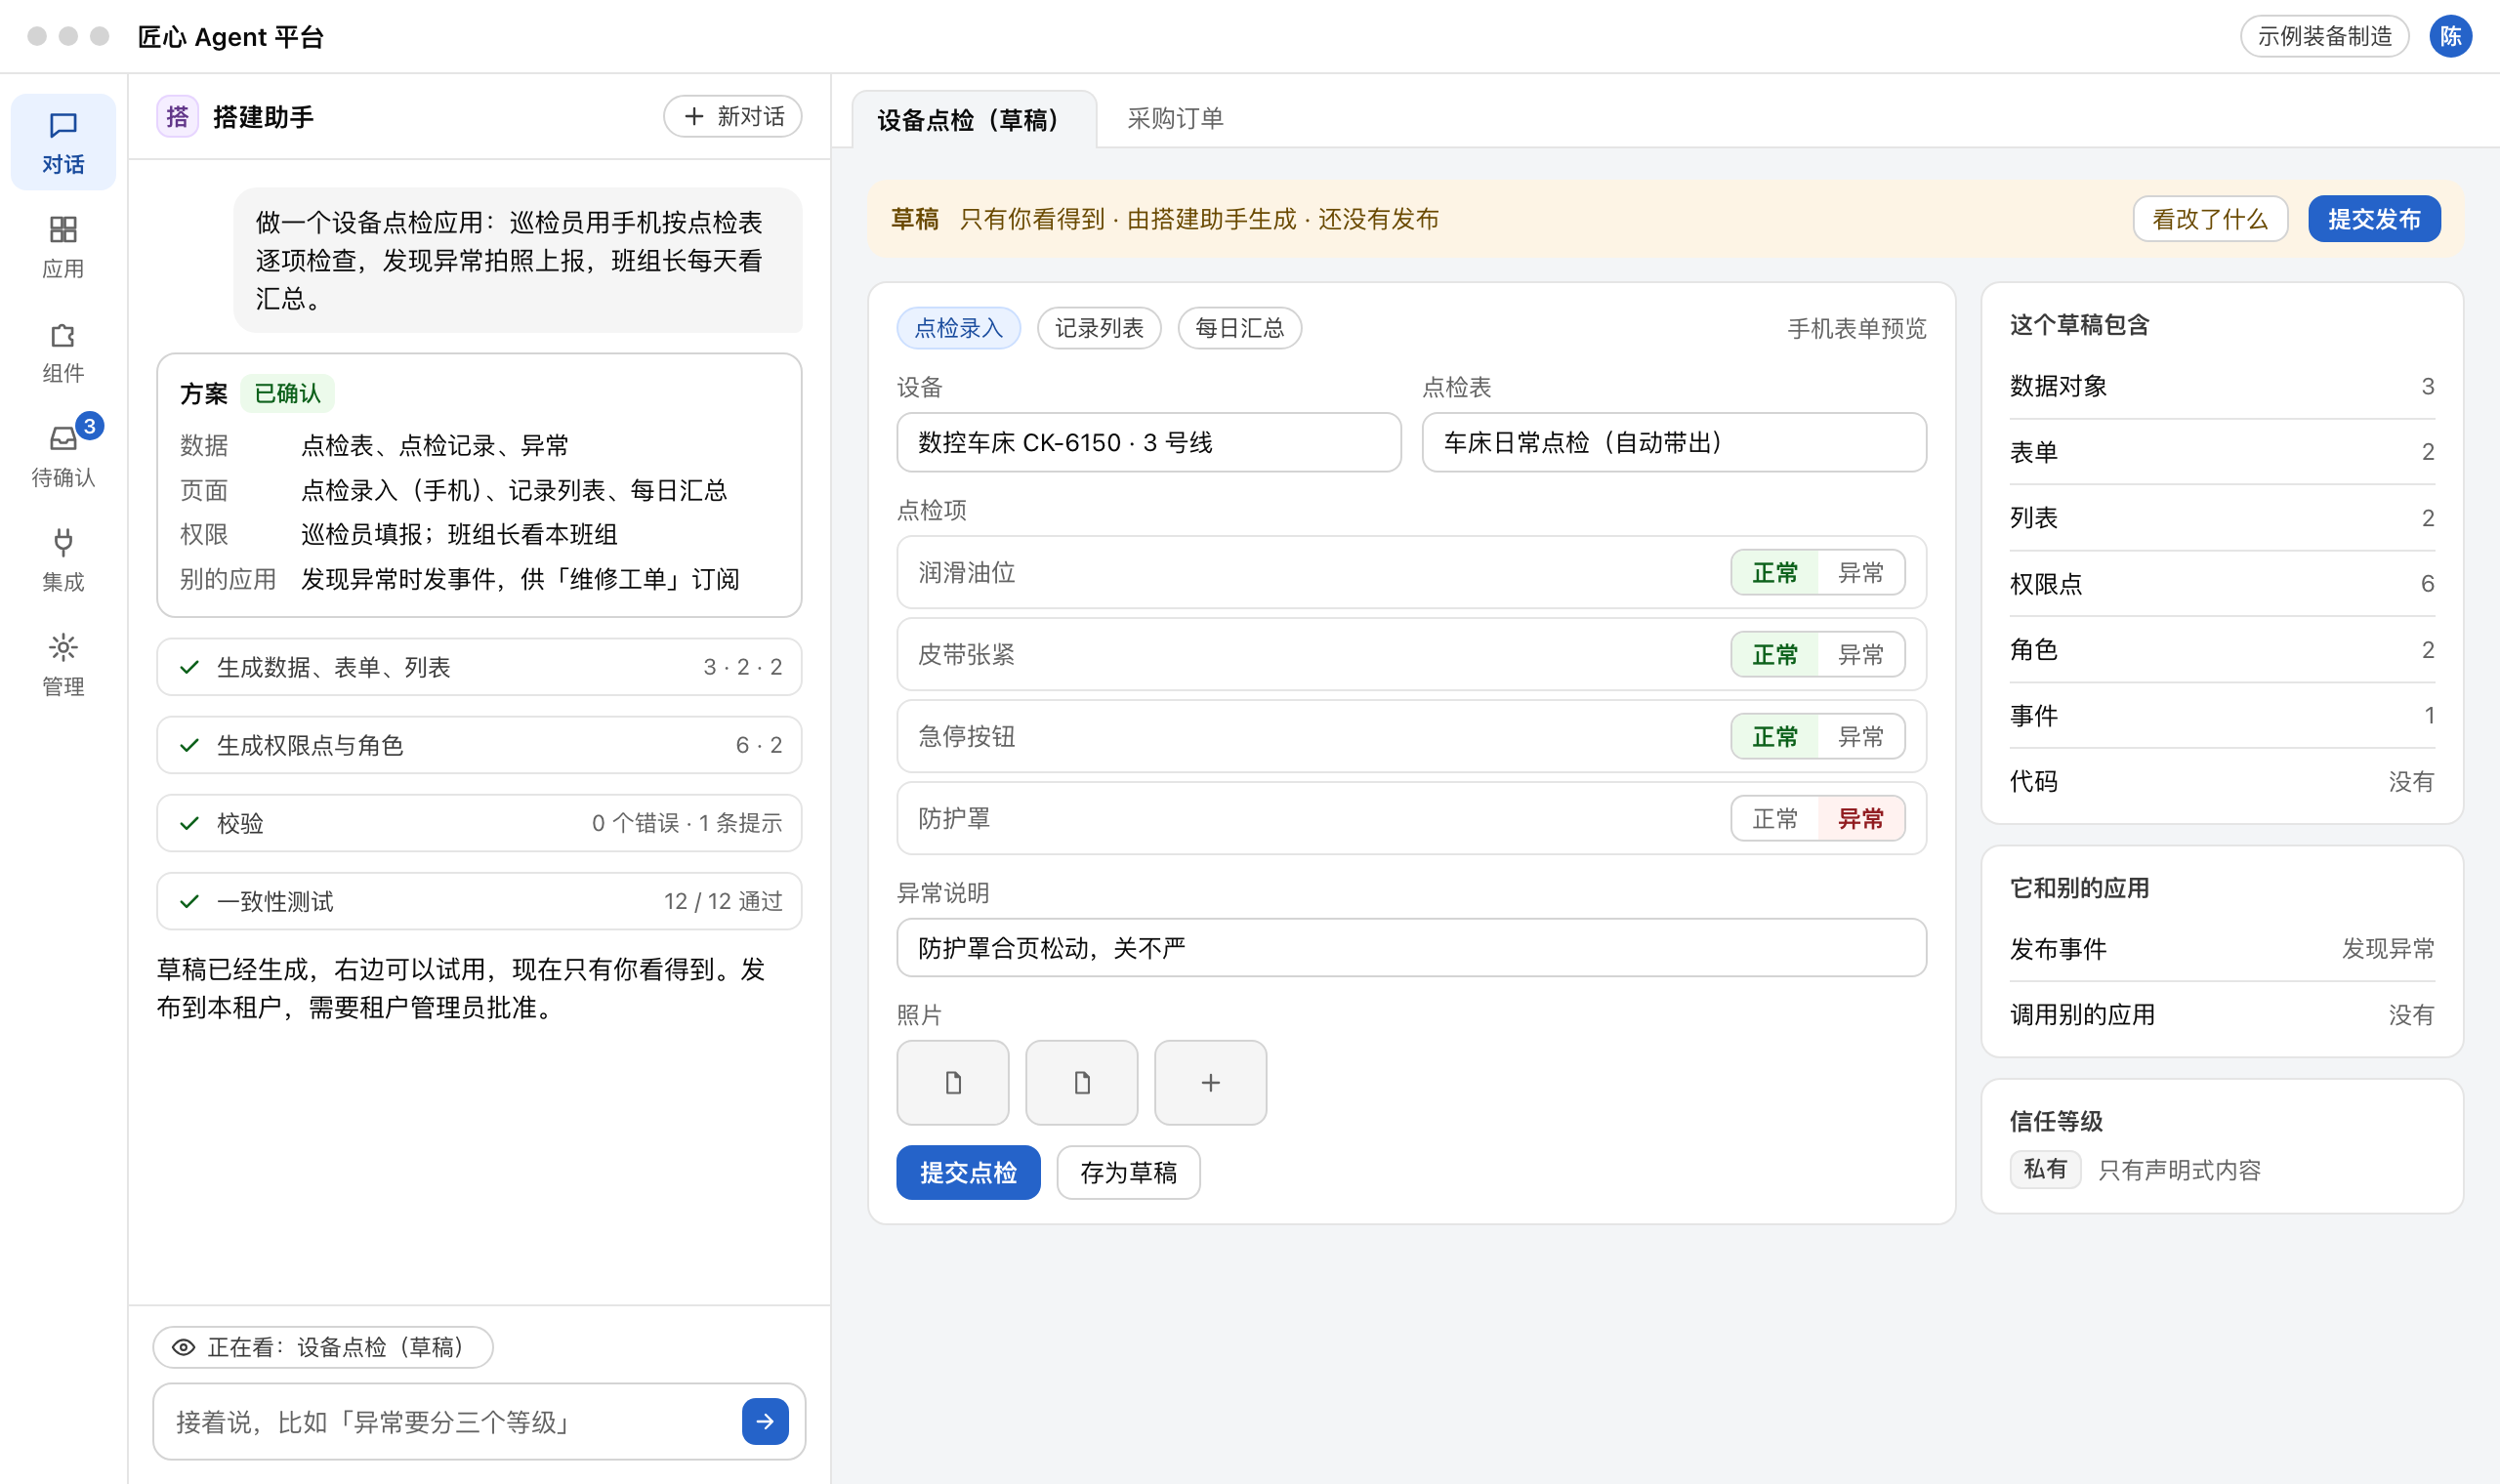 匠心 Agent 平台
示例装备制造
陈
对话
应用
组件
3
待确认
集成
管理
搭 搭建助手
新对话
做一个设备点检应用：巡检员用手机按点检表
逐项检查，发现异常拍照上报，班组长每天看
汇总。
方案 已确认
数据 点检表、点检记录、异常
页面 点检录入（手机）、记录列表、每日汇总
权限 巡检员填报；班组长看本班组
别的应用 发现异常时发事件，供「维修工单」订阅
生成数据、表单、列表 3 · 2 · 2
生成权限点与角色 6 · 2
校验 0 个错误 · 1 条提示
一致性测试 12 / 12 通过
草稿已经生成，右边可以试用，现在只有你看得到。发
布到本租户，需要租户管理员批准。
正在看：设备点检（草稿）
接着说，比如「异常要分三个等级」
设备点检（草稿） 采购订单
草稿 只有你看得到 · 由搭建助手生成 · 还没有发布
看改了什么 提交发布
点检录入 记录列表 每日汇总 手机表单预览
设备 点检表
数控车床 CK-6150 · 3 号线 车床日常点检（自动带出）
点检项
润滑油位 正常 异常
皮带张紧 正常 异常
急停按钮 正常 异常
防护罩 正常 异常
异常说明
防护罩合页松动，关不严
照片
提交点检 存为草稿
这个草稿包含
数据对象 3
表单 2
列表 2
权限点 6
角色 2
事件 1
代码 没有
它和别的应用
发布事件 发现异常
调用别的应用 没有
信任等级
私有 只有声明式内容